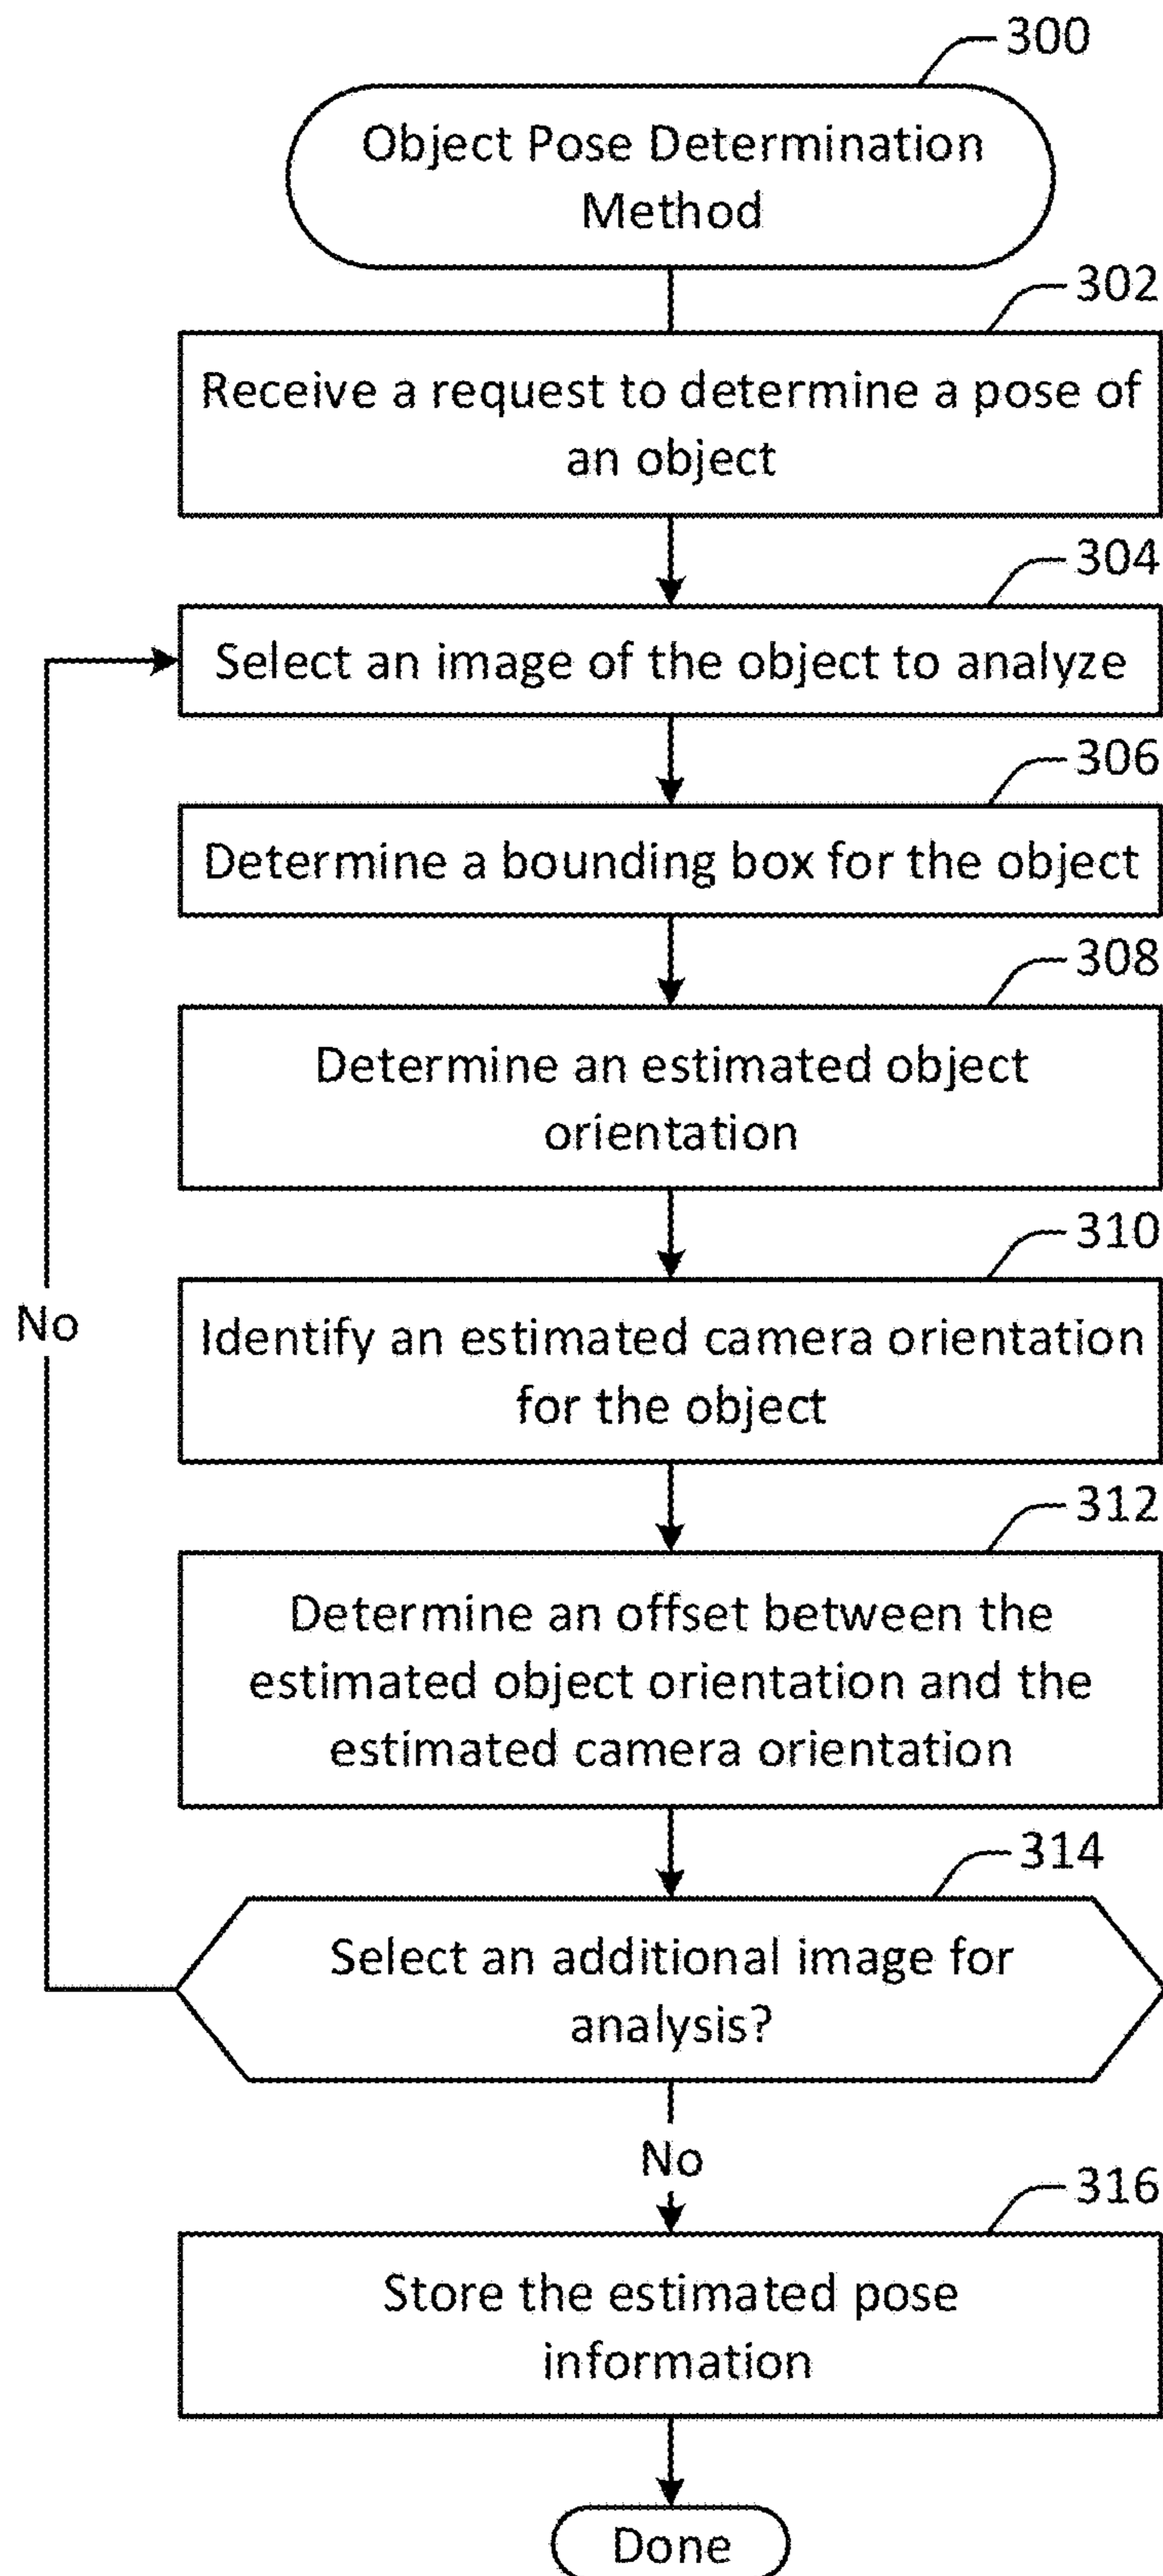 300
Object Pose Determination
Method
302
Receive a request to determine a pose of
an object
304
Select an image of the object to analyze
306
Determine a bounding box for the object
308
Determine an estimated object
orientation
310
No
Identify an estimated camera orientation
for the object
312
Determine an offset between the
estimated object orientation and the
estimated camera orientation
314
Select an additional image for
analysis?
No
316
Store the estimated pose
information
Done